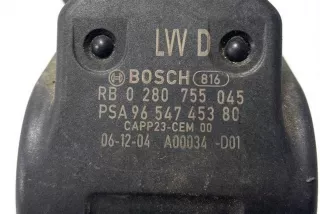 LW D
BOSCH 816
RB 0 280 755 045
PSA 96 547 453 80
CAPP23-CEM 00
06-12-04 A00034 -D01